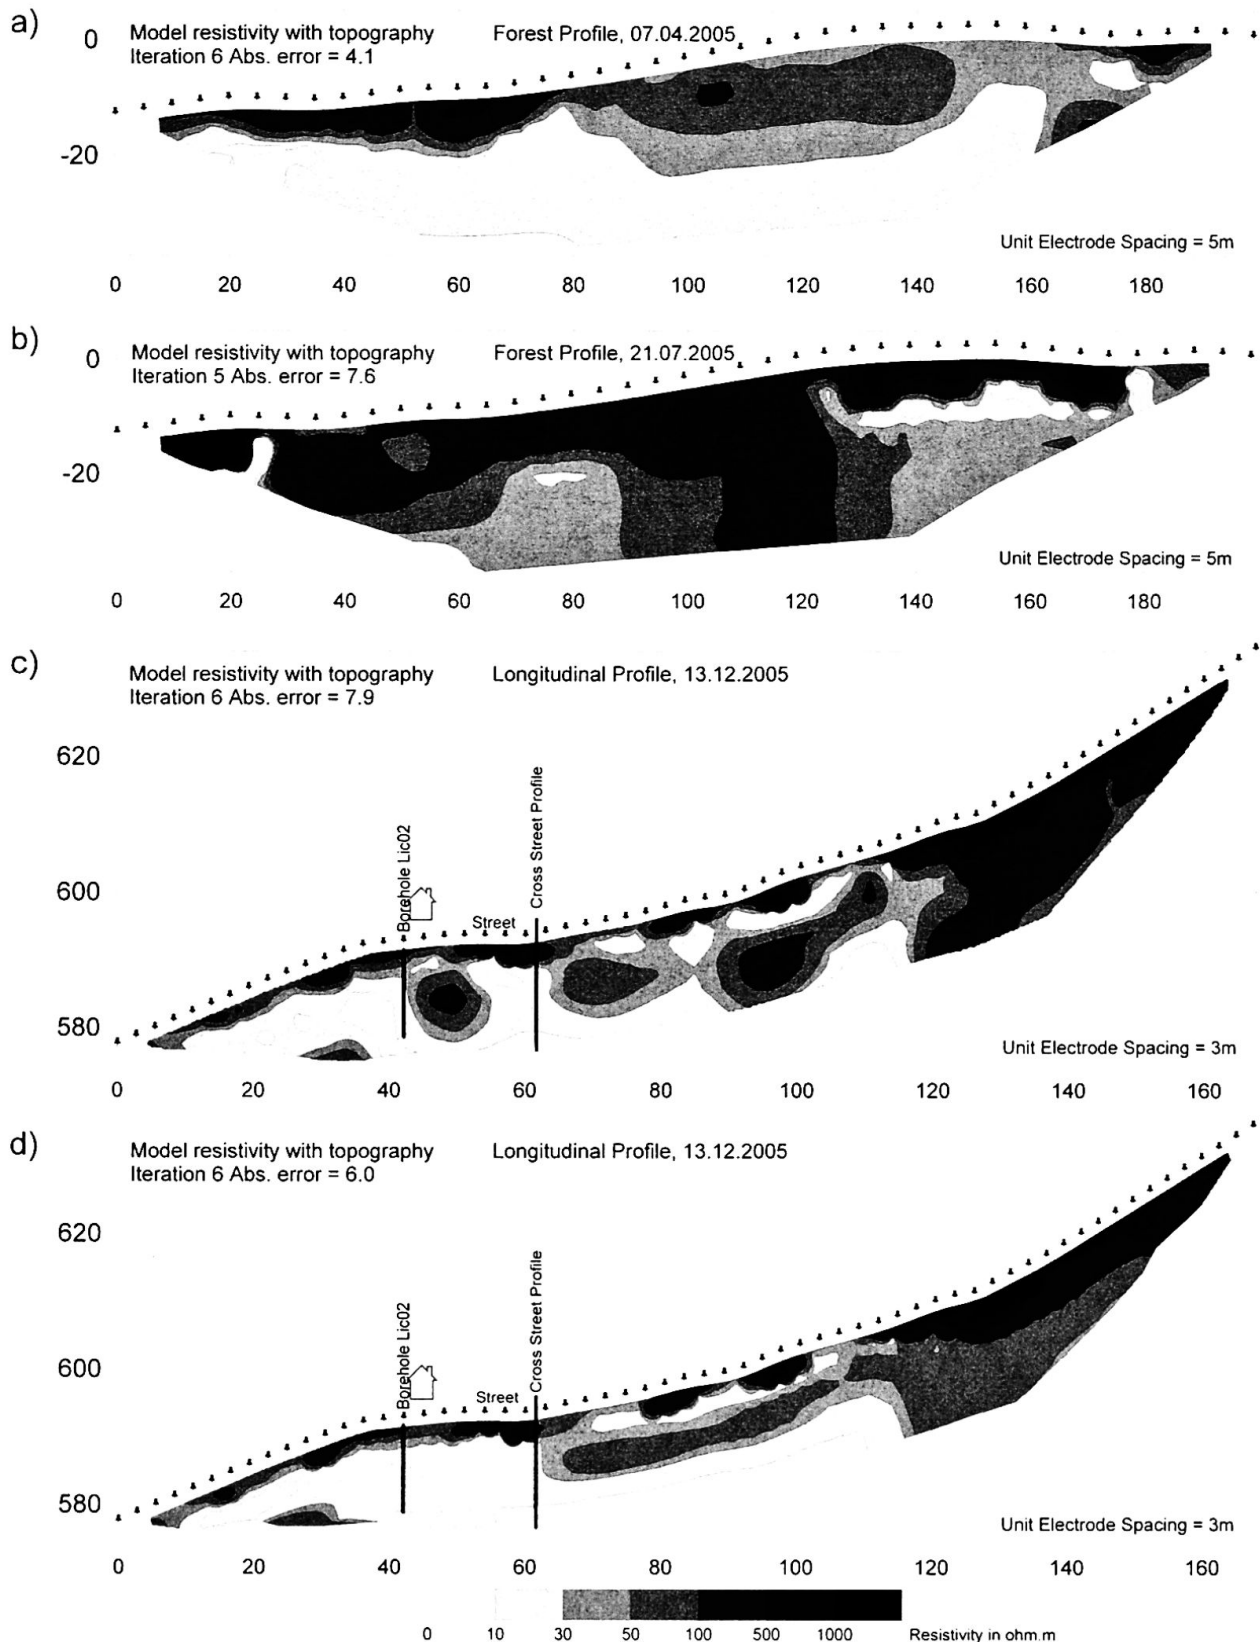 a)
Model resistivity with topography Forest Profile, 07.04.2005
Iteration 6 Abs. error = 4.1
0
-20
Unit Electrode Spacing = 5m
0 20 40 60 80 100 120 140 160 180
b)
Model resistivity with topography Forest Profile, 21.07.2005
Iteration 5 Abs. error = 7.6
0
-20
Unit Electrode Spacing = 5m
0 20 40 60 80 100 120 140 160 180
c)
Model resistivity with topography Longitudinal Profile, 13.12.2005
Iteration 6 Abs. error = 7.9
620
600
580
Borehole Lic02
Street
Cross Street Profile
Unit Electrode Spacing = 3m
0 20 40 60 80 100 120 140 160
d)
Model resistivity with topography Longitudinal Profile, 13.12.2005
Iteration 6 Abs. error = 6.0
620
600
580
Borehole Lic02
Street
Cross Street Profile
Unit Electrode Spacing = 3m
0 20 40 60 80 100 120 140 160
0 10 30 50 100 500 1000 Resistivity in ohm.m